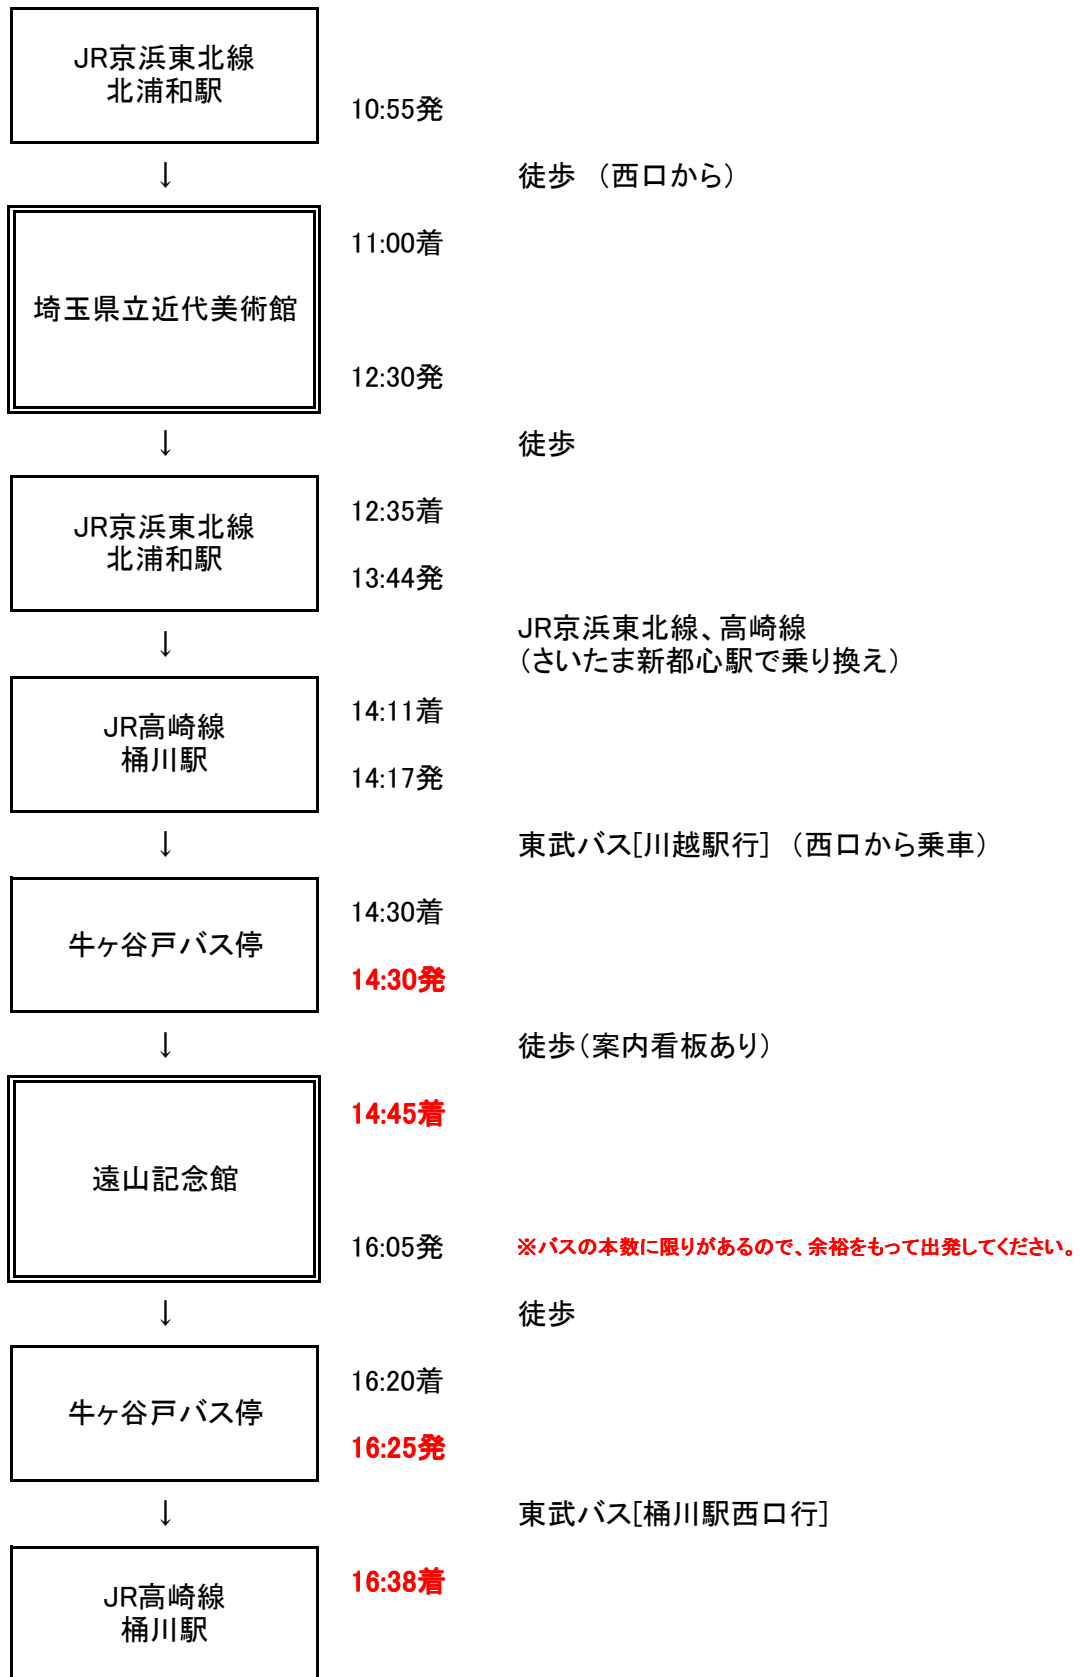 JR京浜東北線
北浦和駅
10:55発
↓
徒歩 （西口から）
11:00着
埼玉県立近代美術館
12:30発
↓
徒歩
12:35着
JR京浜東北線
北浦和駅
13:44発
↓
JR京浜東北線、高崎線
（さいたま新都心駅で乗り換え）
14:11着
JR高崎線
桶川駅
14:17発
↓
東武バス[川越駅行] （西口から乗車）
14:30着
牛ヶ谷戸バス停
14:30発
↓
徒歩（案内看板あり）
14:45着
遠山記念館
16:05発
※バスの本数に限りがあるので、余裕をもって出発してください。
↓
徒歩
16:20着
牛ヶ谷戸バス停
16:25発
↓
東武バス[桶川駅西口行]
16:38着
JR高崎線
桶川駅